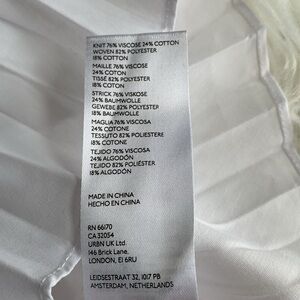 KNIT 76% VISCOSE 24% COTTON
WOVEN 82% POLYESTER
18% COTTON
MAILLE 76% VISCOSE
24% COTON
TISSÉ 82% POLYESTER
18% COTON
STRICK 76% VISKOSE
24% BAUMWOLLE
GEWEBE 82% POLYESTER
18% BAUMWOLLE
MAGLIA 76% VISCOSA
24% COTONE
TESSUTO 82% POLIESTERE
18% COTONE
TEJIDO 76% VISCOSA
24% ALGODÓN
TEJIDO 82% POLIÉSTER
18% ALGODÓN
MADE IN CHINA
HECHO EN CHINA
RN 66170
CA 32054
URBN UK Ltd.
146 Brick Lane,
LONDON, E1 6RU
LEIDSESTRAAT 32, 1017 PB
AMSTERDAM, NETHERLANDS